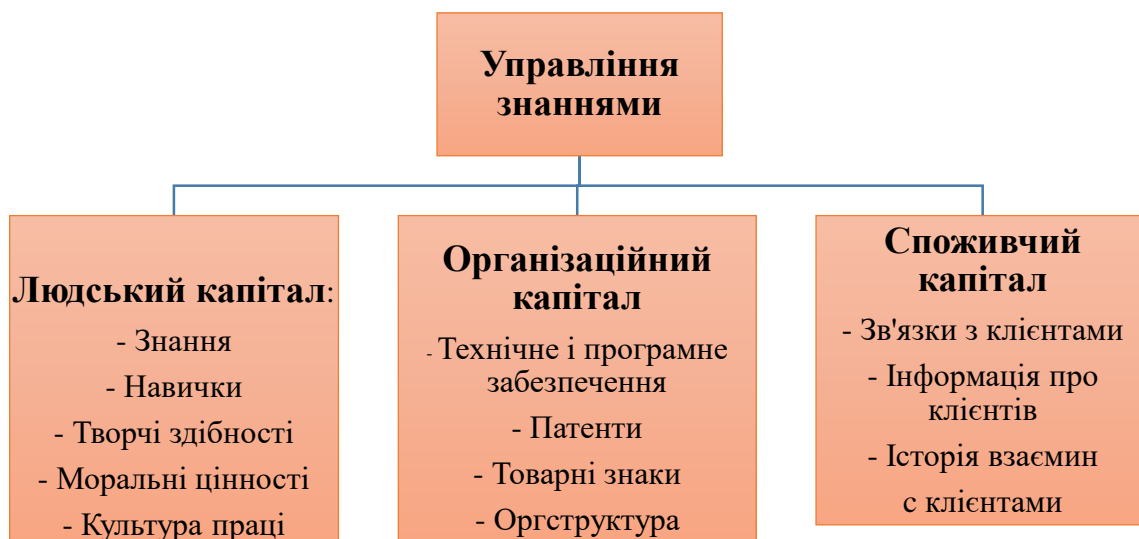 Управління
знаннями
Людський капітал:
- Знання
- Навички
- Творчі здібності
- Моральні цінності
- Культура праці
Організаційний
капітал
- Технічне і програмне
забезпечення
- Патенти
- Товарні знаки
- Оргструктура
Споживчий
капітал
- Зв'язки з клієнтами
- Інформація про
клієнтів
- Історія взаємин
с клієнтами